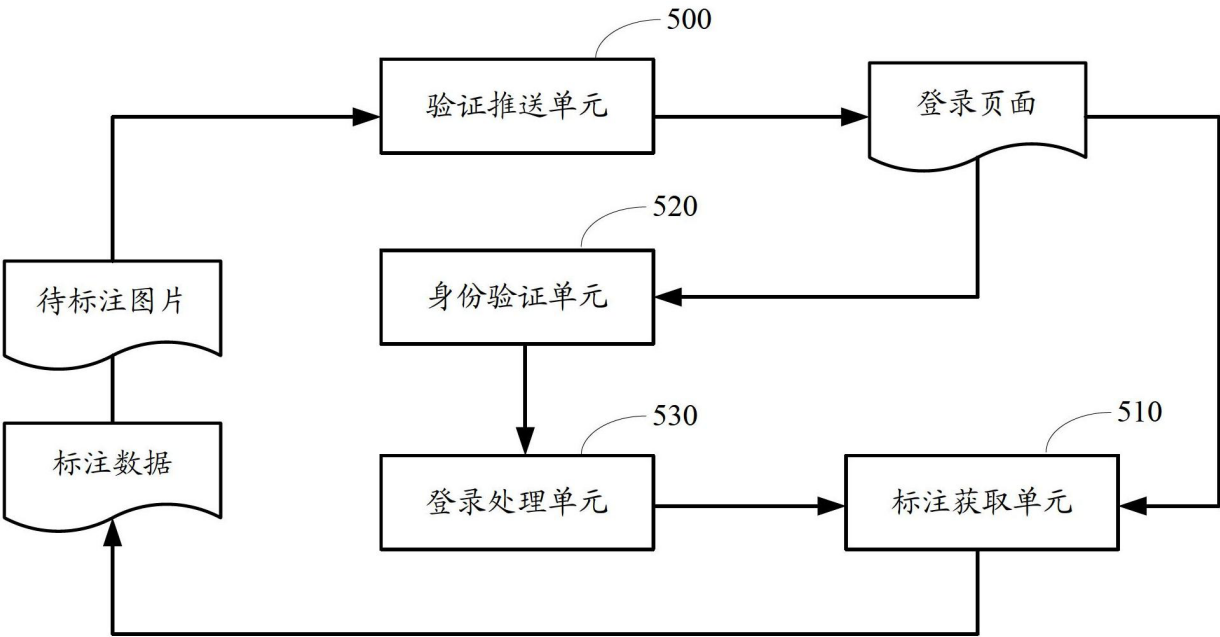 500
验证推送单元
登录页面
520
身份验证单元
待标注图片
530
510
标注数据
登录处理单元
标注获取单元